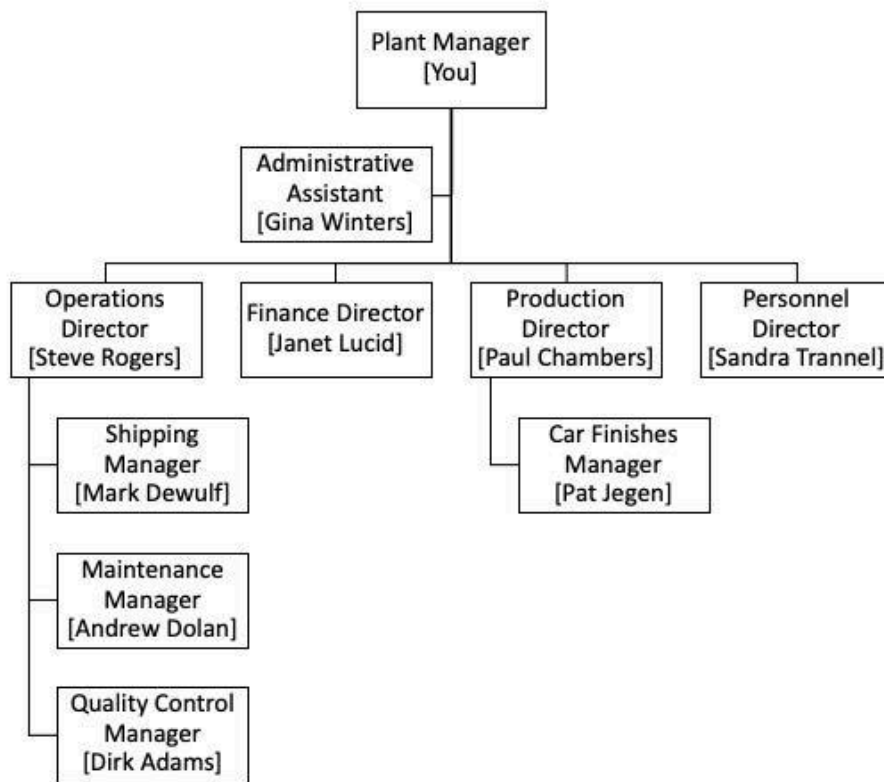 Plant Manager
[You]
Administrative
Assistant
[Gina Winters]
Operations
Director
[Steve Rogers]
Finance Director
[Janet Lucid]
Production
Director
[Paul Chambers]
Personnel
Director
[Sandra Trannel]
Shipping
Manager
[Mark Dewulf]
Car Finishes
Manager
[Pat Jegen]
Maintenance
Manager
[Andrew Dolan]
Quality Control
Manager
[Dirk Adams]